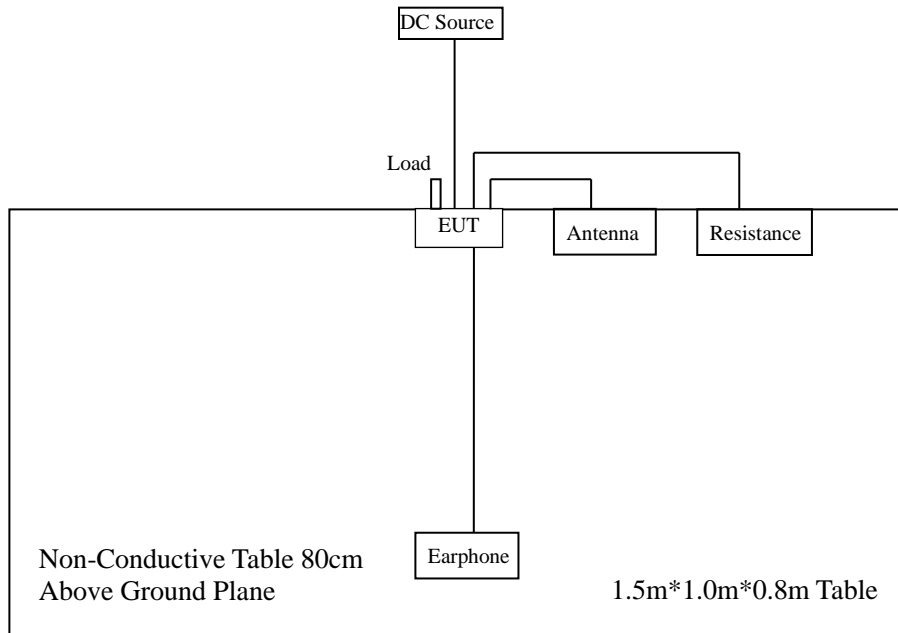 DC Source
Load
EUT
Antenna
Resistance
Earphone
Non-Conductive Table 80cm
Above Ground Plane
1.5m*1.0m*0.8m Table